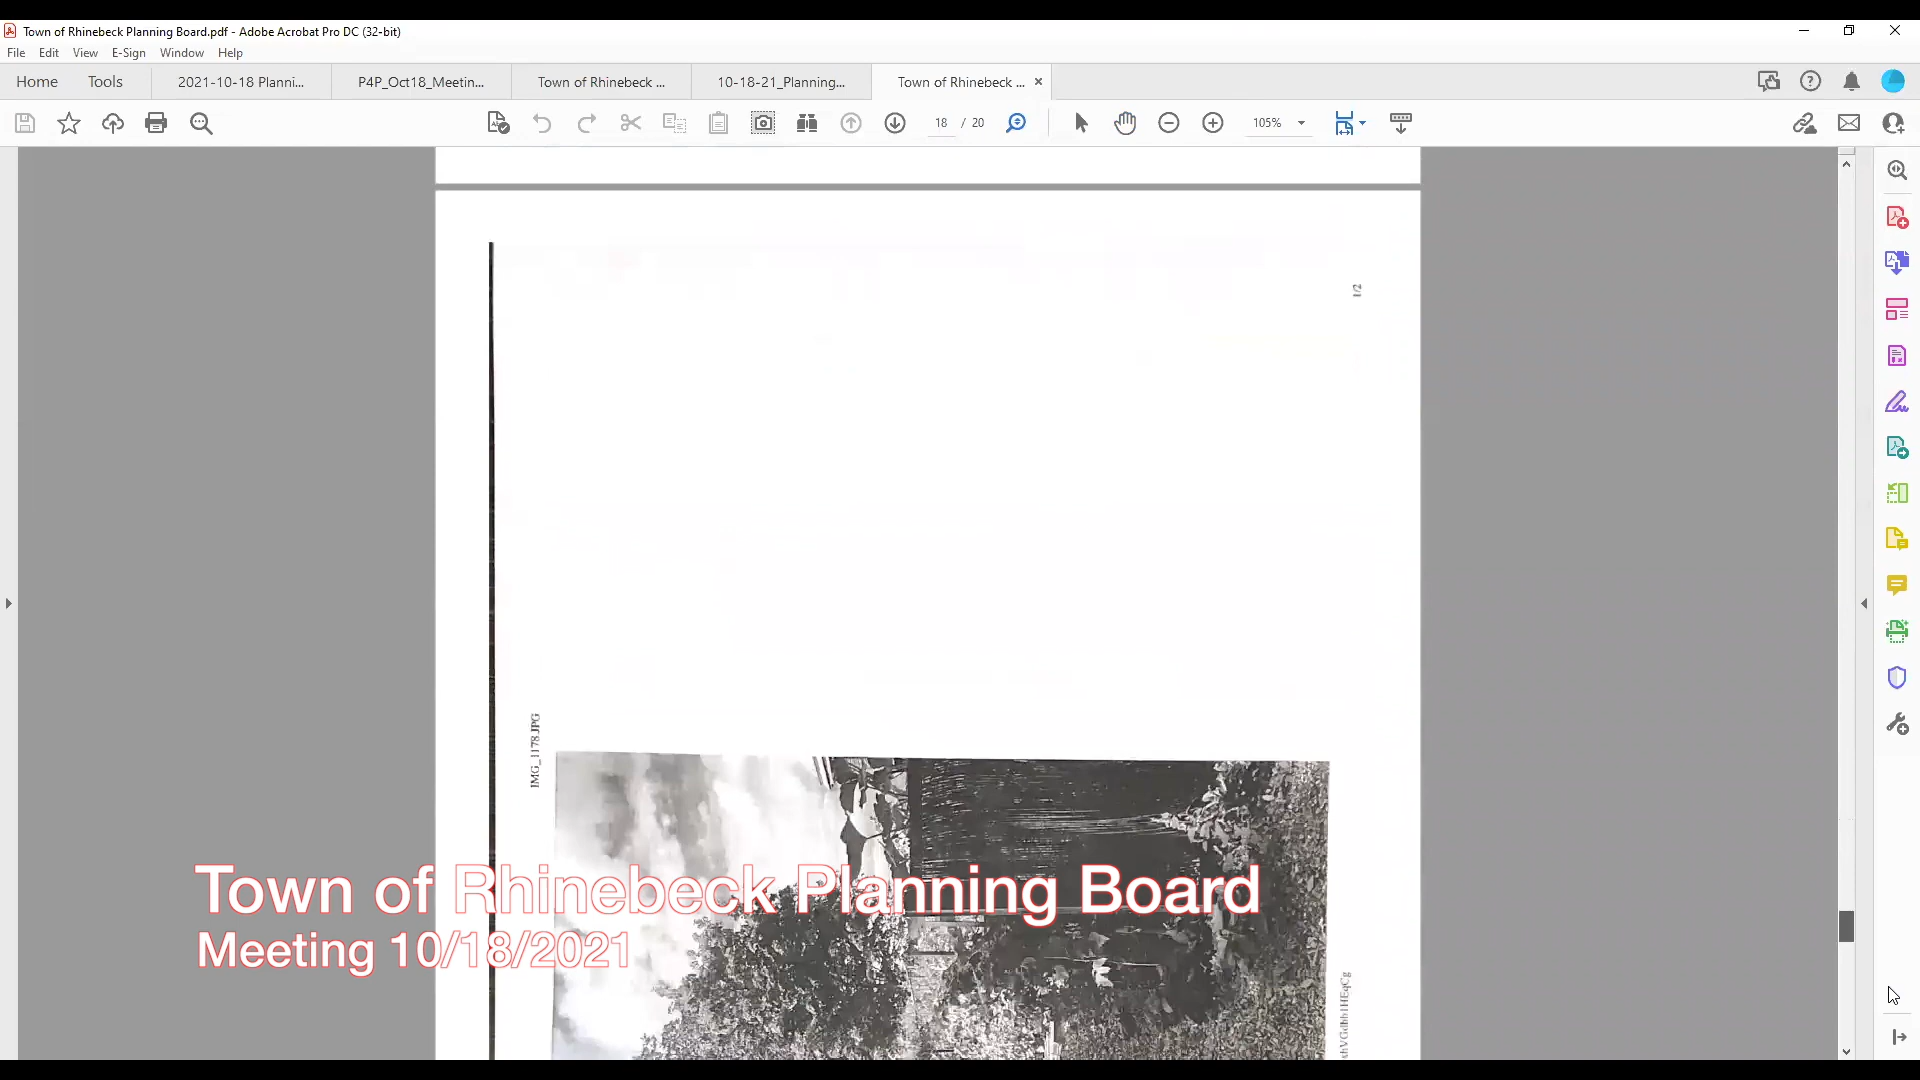 Town of Rhinebeck Planning Board.pdf - Adobe Acrobat Pro DC (32-bit)
File Edit View E-Sign Window Help
Home Tools 2021-10-18 Planni... P4P_Oct18_Meetin... Town of Rhinebeck ... 10-18-21_Planning... Town of Rhinebeck ...
18 / 20 105%
1/2
IMG_1178.JPG
Town of Rhinebeck Planning Board
Meeting 10/18/2021